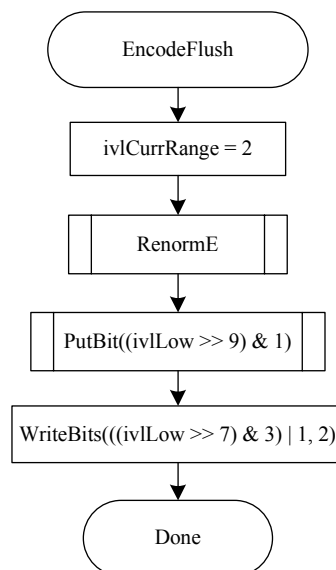 EncodeFlush
ivlCurrRange = 2
RenormE
PutBit((ivlLow >> 9) & 1)
WriteBits(((ivlLow >> 7) & 3) | 1, 2)
Done